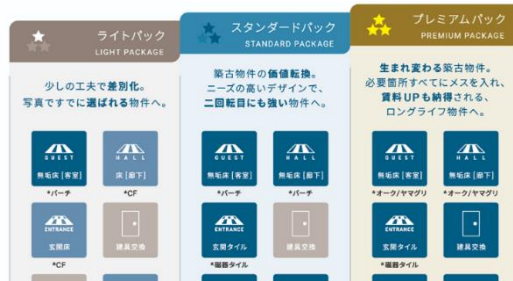 ライトパック
LIGHT PACKAGE
少しの工夫で差別化。
写真ですでに選ばれる物件へ。
GUEST
無垢床 [客室]
*バーチ
HALL
床 [廊下]
*CF
ENTRANCE
玄関床
*CF
建具交換
スタンダードパック
STANDARD PACKAGE
築古物件の価値転換。
ニーズの高いデザインで、
二回転目にも強い物件へ。
GUEST
無垢床 [客室]
*バーチ
HALL
無垢床 [廊下]
*バーチ
ENTRANCE
玄関タイル
*磁器タイル
建具交換
プレミアムパック
PREMIUM PACKAGE
生まれ変わる築古物件。
必要箇所すべてにメスを入れ、
賃料UPも納得される、
ロングライフ物件へ。
GUEST
無垢床 [客室]
*オーク/ヤマグリ
HALL
無垢床 [廊下]
*オーク/ヤマグリ
ENTRANCE
玄関タイル
*磁器タイル
建具交換